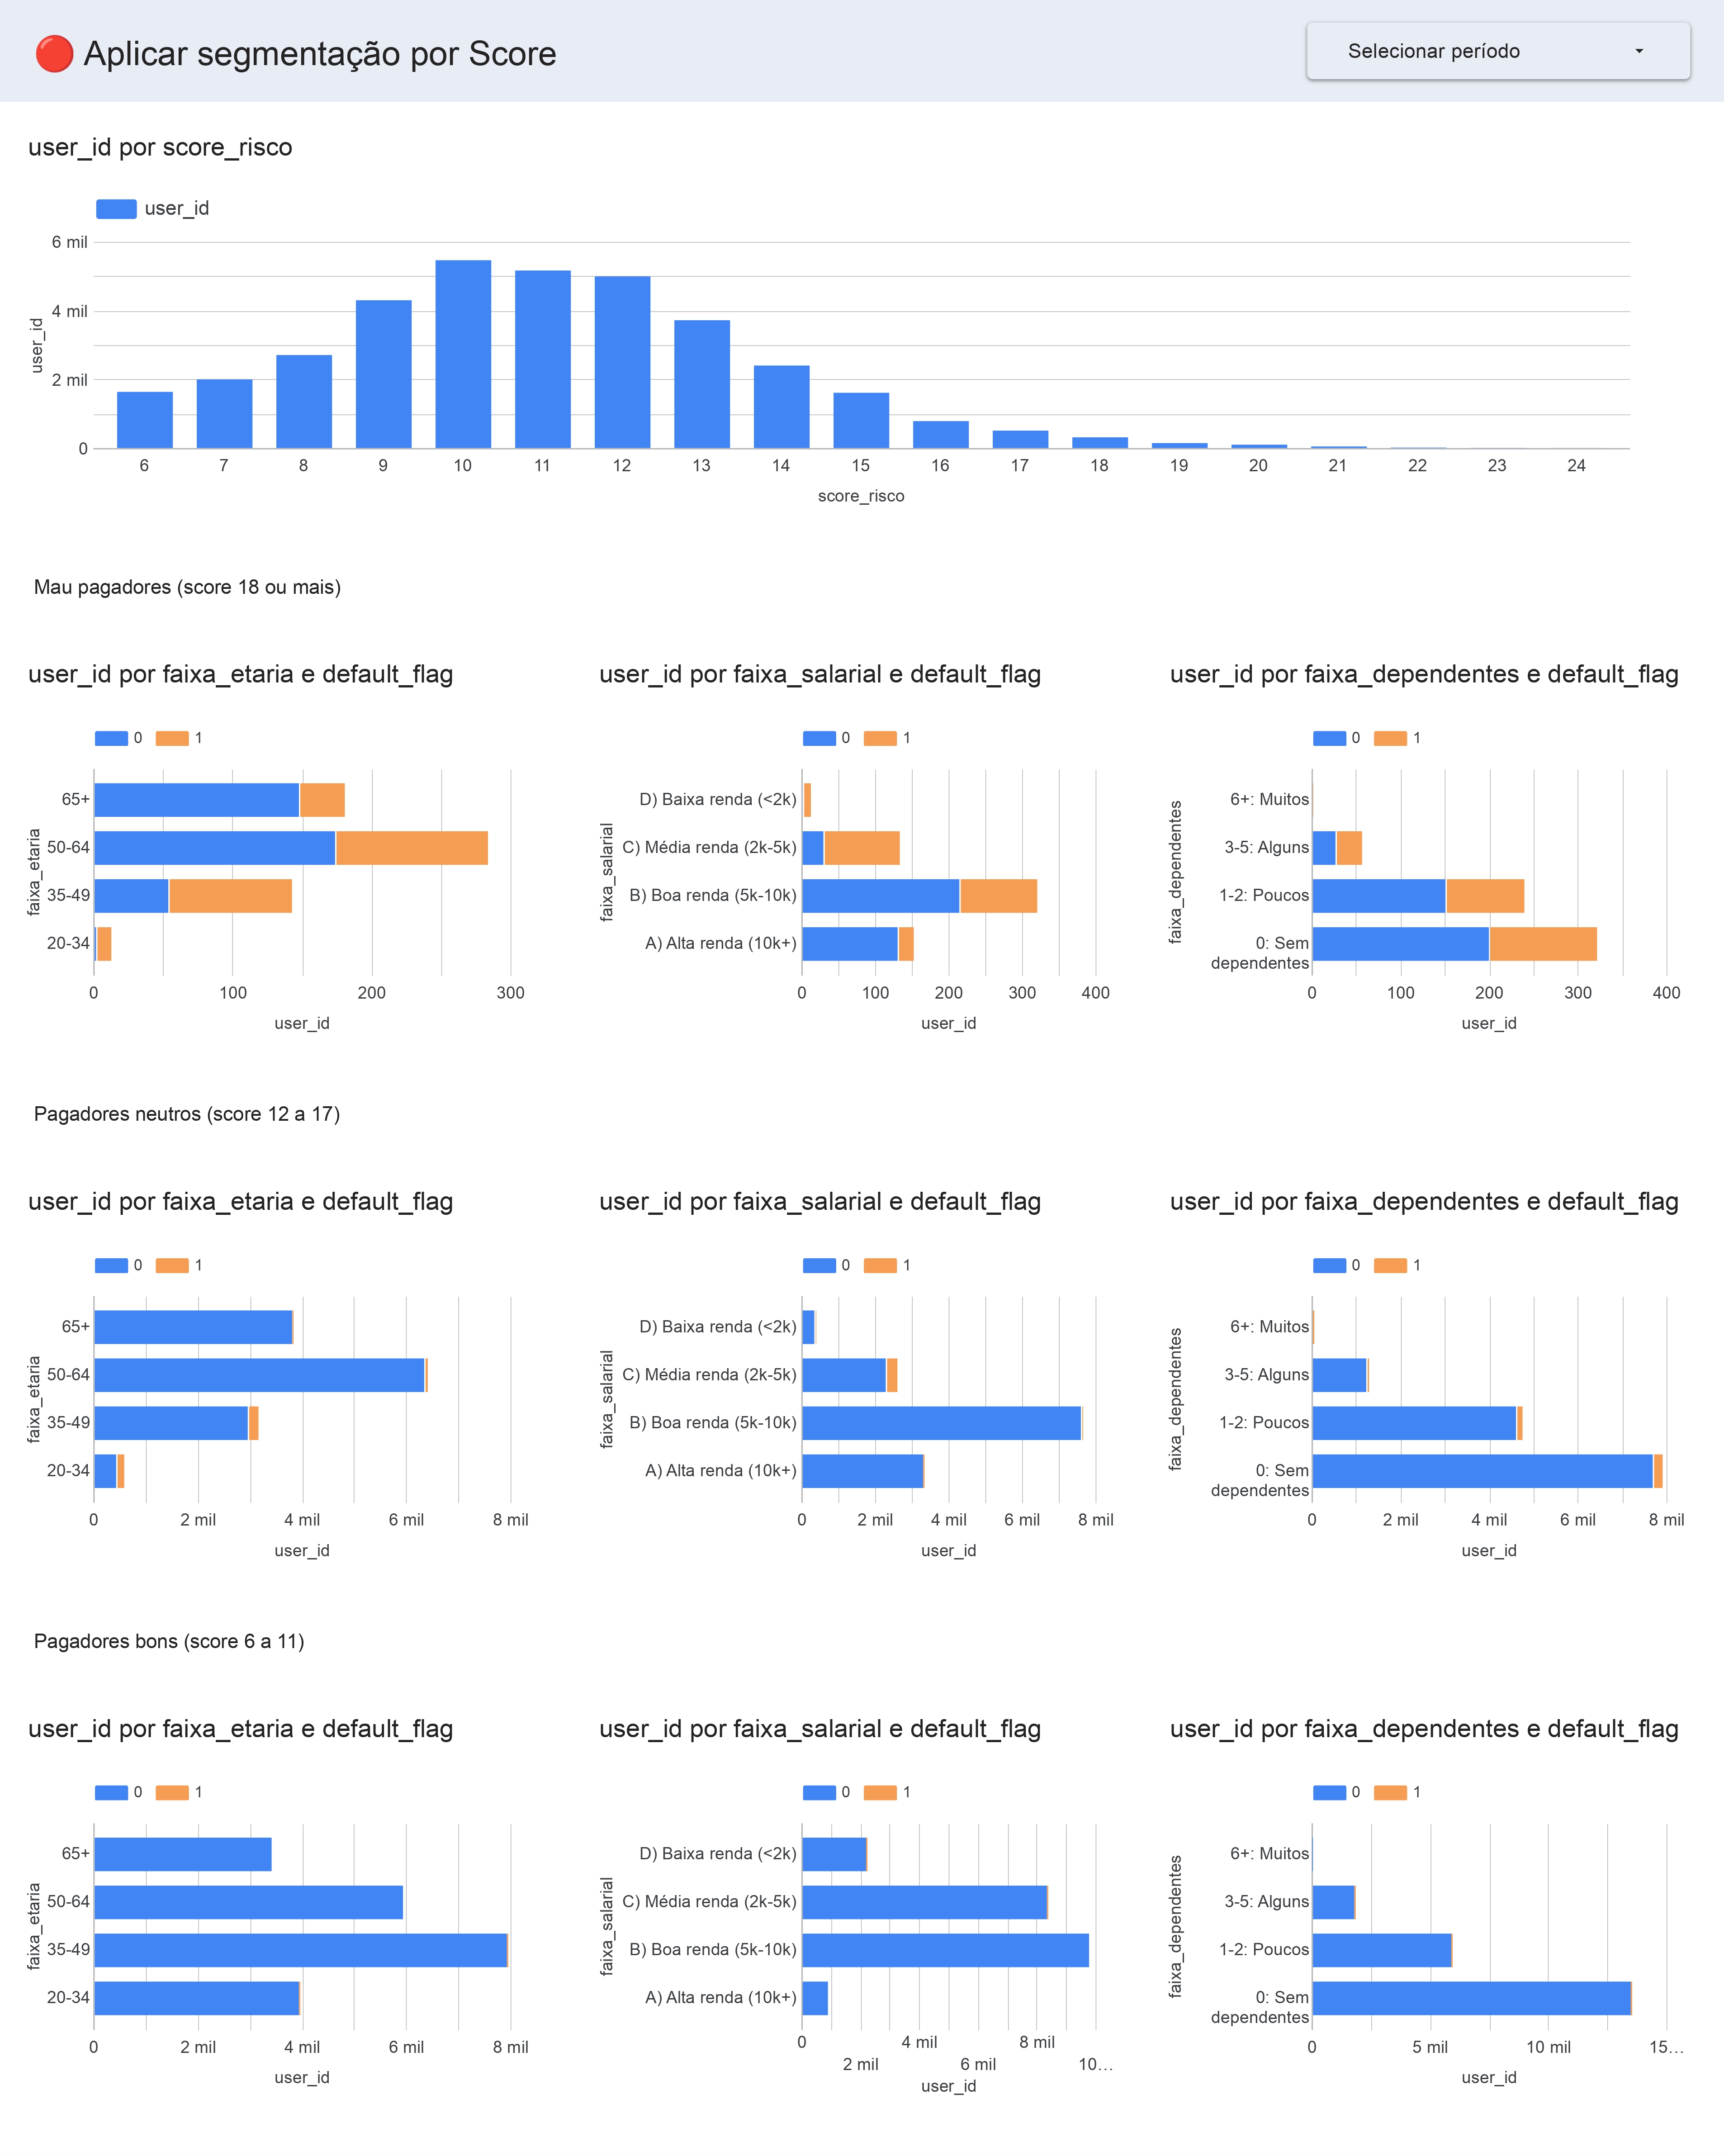 🔴 Aplicar segmentação por Score
Selecionar período
user_id por score_risco
user_id
6 mil
4 mil
2 mil
0
user_id
6 7 8 9 10 11 12 13 14 15 16 17 18 19 20 21 22 23 24
score_risco
Mau pagadores (score 18 ou mais)
user_id por faixa_etaria e default_flag
0 1
faixa_etaria
65+
50-64
35-49
20-34
0 100 200 300
user_id
user_id por faixa_salarial e default_flag
0 1
faixa_salarial
D) Baixa renda (<2k)
C) Média renda (2k-5k)
B) Boa renda (5k-10k)
A) Alta renda (10k+)
0 100 200 300 400
user_id
user_id por faixa_dependentes e default_flag
0 1
faixa_dependentes
6+: Muitos
3-5: Alguns
1-2: Poucos
0: Sem
dependentes
0 100 200 300 400
user_id
Pagadores neutros (score 12 a 17)
user_id por faixa_etaria e default_flag
0 1
faixa_etaria
65+
50-64
35-49
20-34
0 2 mil 4 mil 6 mil 8 mil
user_id
user_id por faixa_salarial e default_flag
0 1
faixa_salarial
D) Baixa renda (<2k)
C) Média renda (2k-5k)
B) Boa renda (5k-10k)
A) Alta renda (10k+)
0 2 mil 4 mil 6 mil 8 mil
user_id
user_id por faixa_dependentes e default_flag
0 1
faixa_dependentes
6+: Muitos
3-5: Alguns
1-2: Poucos
0: Sem
dependentes
0 2 mil 4 mil 6 mil 8 mil
user_id
Pagadores bons (score 6 a 11)
user_id por faixa_etaria e default_flag
0 1
faixa_etaria
65+
50-64
35-49
20-34
0 2 mil 4 mil 6 mil 8 mil
user_id
user_id por faixa_salarial e default_flag
0 1
faixa_salarial
D) Baixa renda (<2k)
C) Média renda (2k-5k)
B) Boa renda (5k-10k)
A) Alta renda (10k+)
0 4 mil 8 mil
2 mil 6 mil 10…
user_id
user_id por faixa_dependentes e default_flag
0 1
faixa_dependentes
6+: Muitos
3-5: Alguns
1-2: Poucos
0: Sem
dependentes
0 5 mil 10 mil 15…
user_id